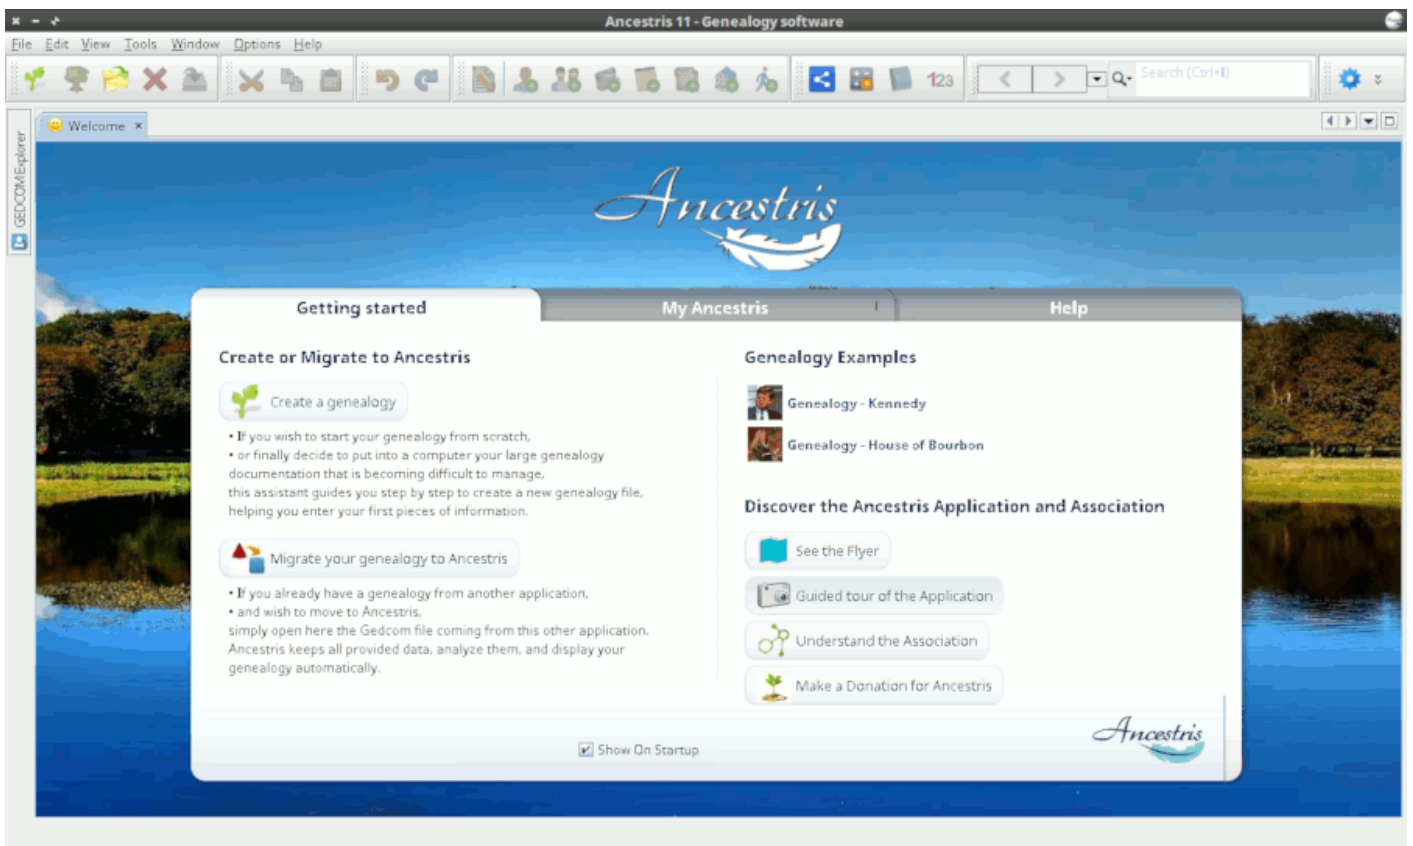 Ancestris 11 - Genealogy software
File Edit View Tools Window Options Help
123
Search (Ctrl+I)
Welcome
GEDCOM Explorer
Ancestris
Getting started
My Ancestris
Help
Create or Migrate to Ancestris
Create a genealogy
• If you wish to start your genealogy from scratch,
• or finally decide to put into a computer your large genealogy
documentation that is becoming difficult to manage,
this assistant guides you step by step to create a new genealogy file,
helping you enter your first pieces of information.
Migrate your genealogy to Ancestris
• If you already have a genealogy from another application,
• and wish to move to Ancestris,
simply open here the Gedcom file coming from this other application.
Ancestris keeps all provided data, analyze them, and display your
genealogy automatically.
Genealogy Examples
Genealogy - Kennedy
Genealogy - House of Bourbon
Discover the Ancestris Application and Association
See the Flyer
Guided tour of the Application
Understand the Association
Make a Donation for Ancestris
Show On Startup
Ancestris